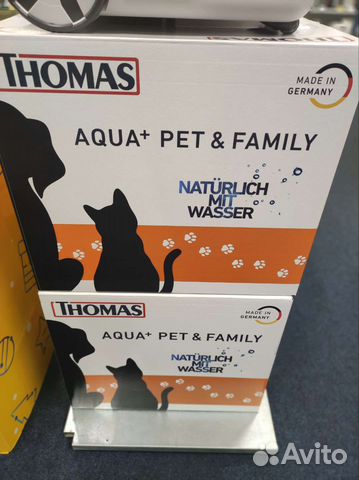 THOMAS
MADE IN
GERMANY
AQUA+ PET & FAMILY
NATÜRLICH
MIT
WASSER
THOMAS
MADE IN
GERMANY
AQUA+ PET & FAMILY
NATÜRLICH
MIT
WASSER
Avito